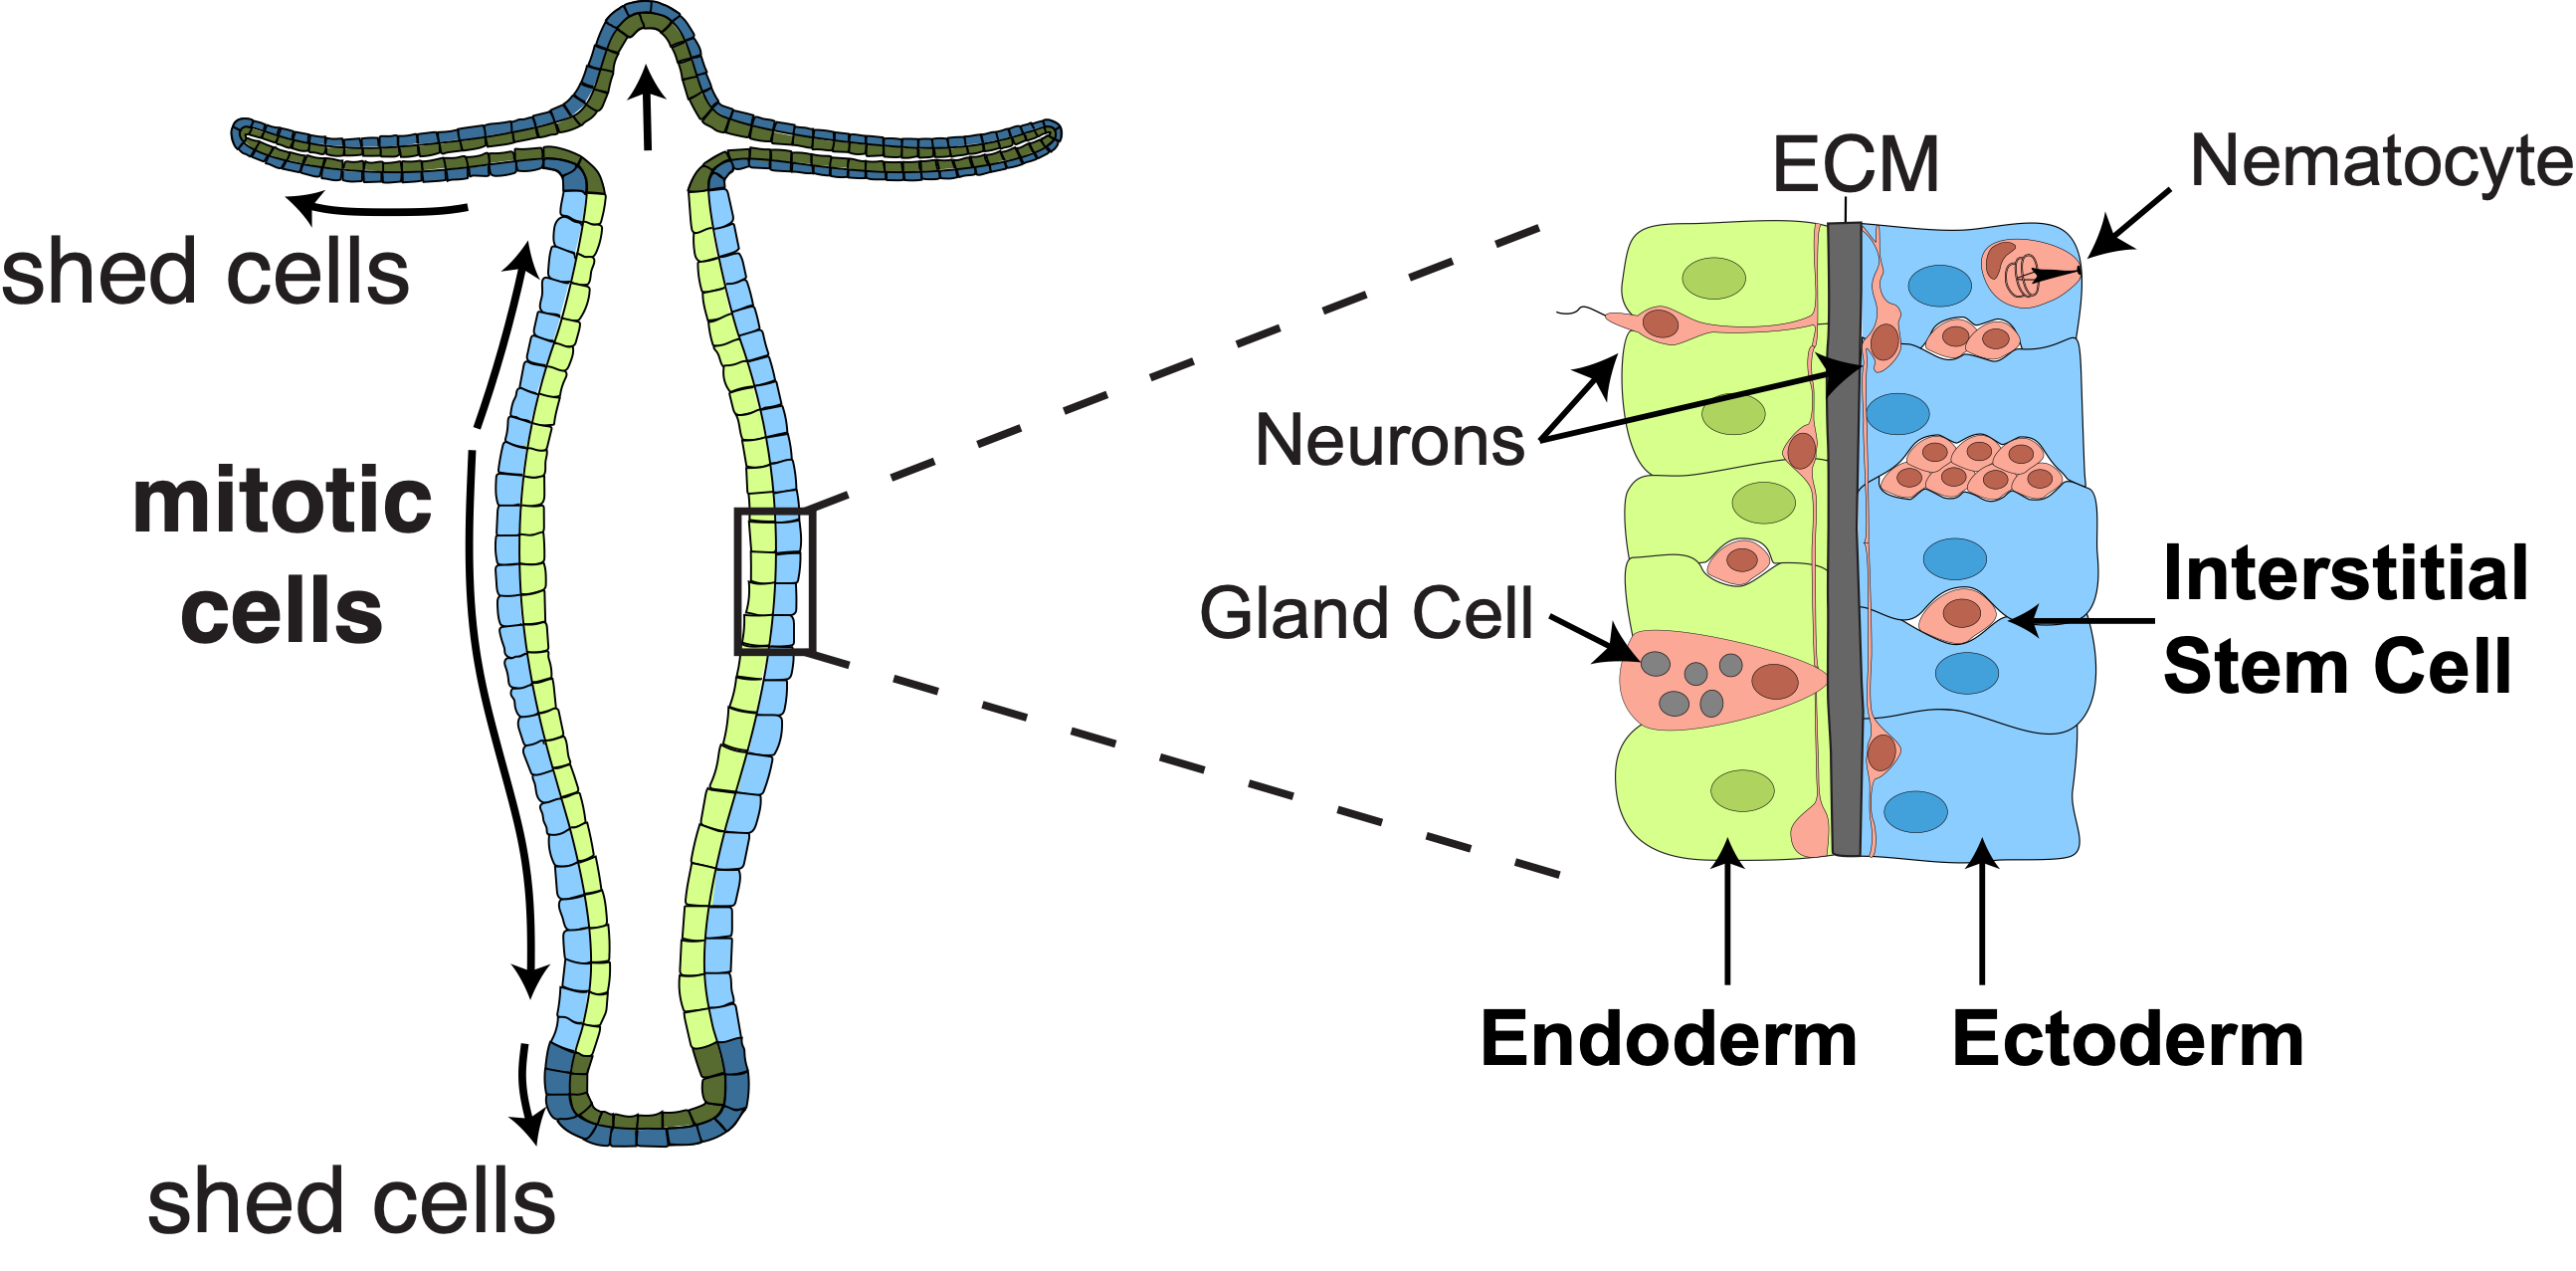 shed cells
mitotic
cells
shed cells
ECM
Nematocyte
Neurons
Gland Cell
Interstitial
Stem Cell
Endoderm
Ectoderm